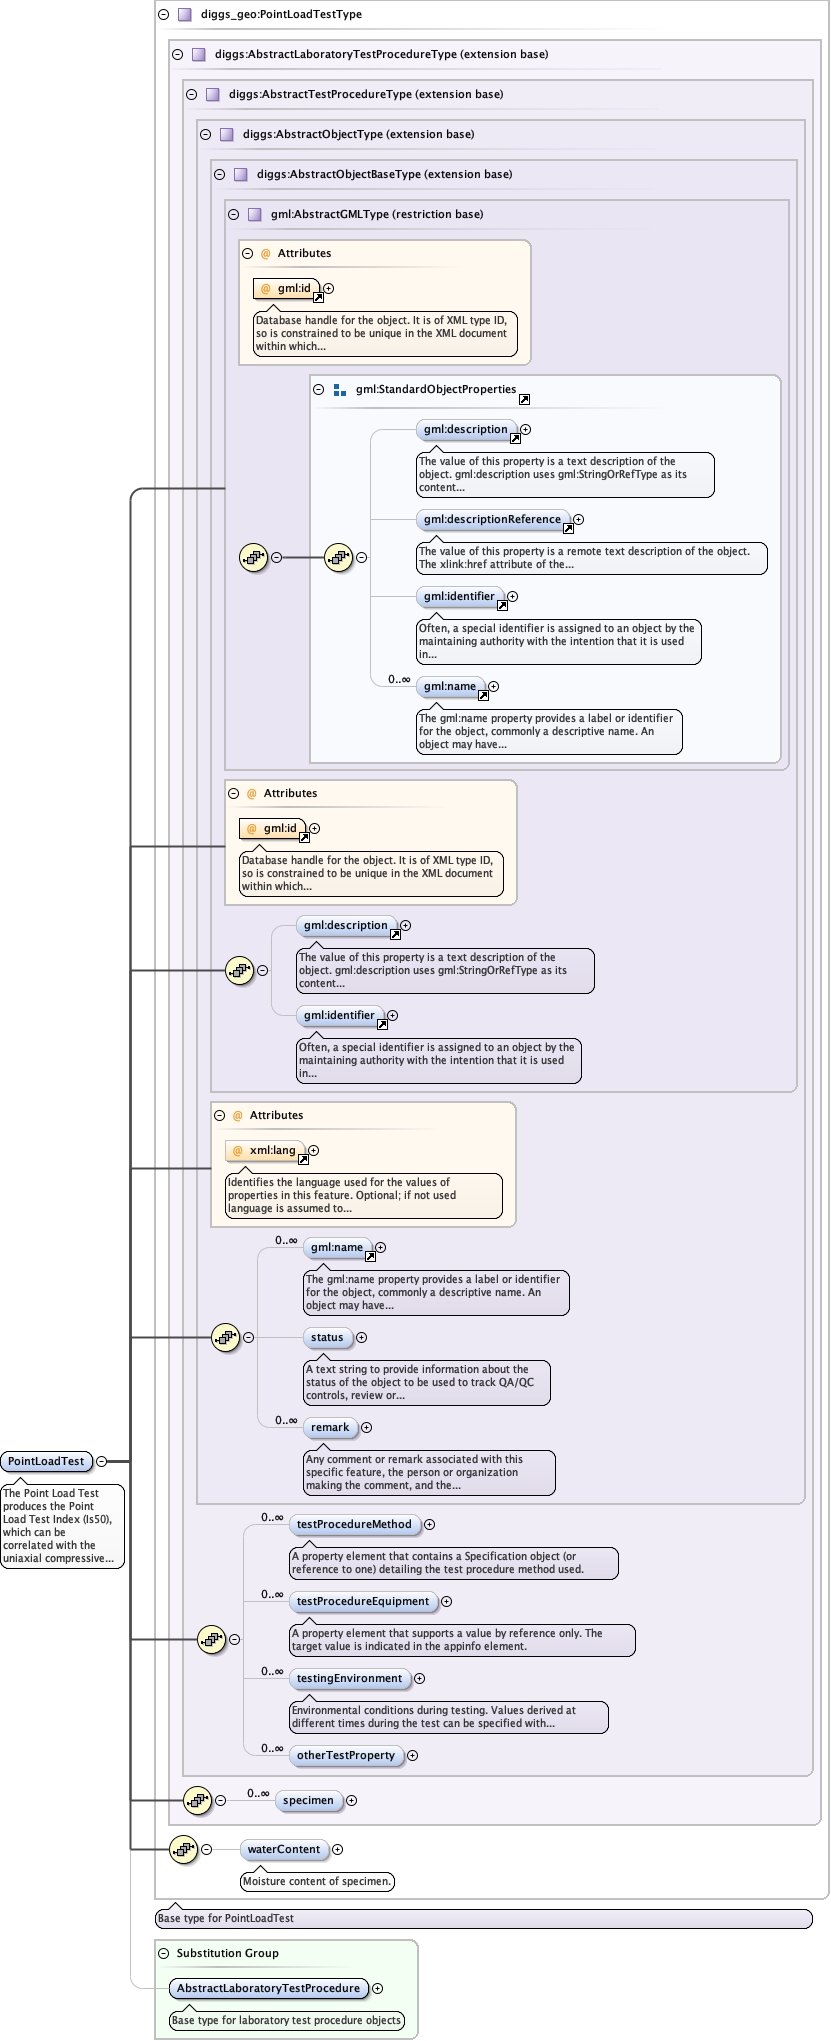 diggs_geo:PointLoadTestType
diggs:AbstractLaboratoryTestProcedureType (extension base)
diggs:AbstractTestProcedureType (extension base)
diggs:AbstractObjectType (extension base)
diggs:AbstractObjectBaseType (extension base)
gml:AbstractGMLType (restriction base)
@ Attributes
@ gml:id
Database handle for the object. It is of XML type ID,
so is constrained to be unique in the XML document
within which...
gml:StandardObjectProperties
gml:description
The value of this property is a text description of the
object. gml:description uses gml:StringOrRefType as its
content...
gml:descriptionReference
The value of this property is a remote text description of the object.
The xlink:href attribute of the...
gml:identifier
Often, a special identifier is assigned to an object by the
maintaining authority with the intention that it is used
in...
0..∞
gml:name
The gml:name property provides a label or identifier
for the object, commonly a descriptive name. An
object may have...
@ Attributes
@ gml:id
Database handle for the object. It is of XML type ID,
so is constrained to be unique in the XML document
within which...
gml:description
The value of this property is a text description of the
object. gml:description uses gml:StringOrRefType as its
content...
gml:identifier
Often, a special identifier is assigned to an object by the
maintaining authority with the intention that it is used
in...
@ Attributes
@ xml:lang
Identifies the language used for the values of
properties in this feature. Optional; if not used
language is assumed to...
0..∞
gml:name
The gml:name property provides a label or identifier
for the object, commonly a descriptive name. An
object may have...
status
A text string to provide information about the
status of the object to be used to track QA/QC
controls, review or...
0..∞
remark
Any comment or remark associated with this
specific feature, the person or organization
making the comment, and the...
PointLoadTest
The Point Load Test
produces the Point
Load Test Index (Is50),
which can be
correlated with the
uniaxial compressive...
0..∞
testProcedureMethod
A property element that contains a Specification object (or
reference to one) detailing the test procedure method used.
0..∞
testProcedureEquipment
A property element that supports a value by reference only. The
target value is indicated in the appinfo element.
0..∞
testingEnvironment
Environmental conditions during testing. Values derived at
different times during the test can be specified with...
0..∞
otherTestProperty
0..∞
specimen
waterContent
Moisture content of specimen.
Base type for PointLoadTest
Substitution Group
AbstractLaboratoryTestProcedure
Base type for laboratory test procedure objects